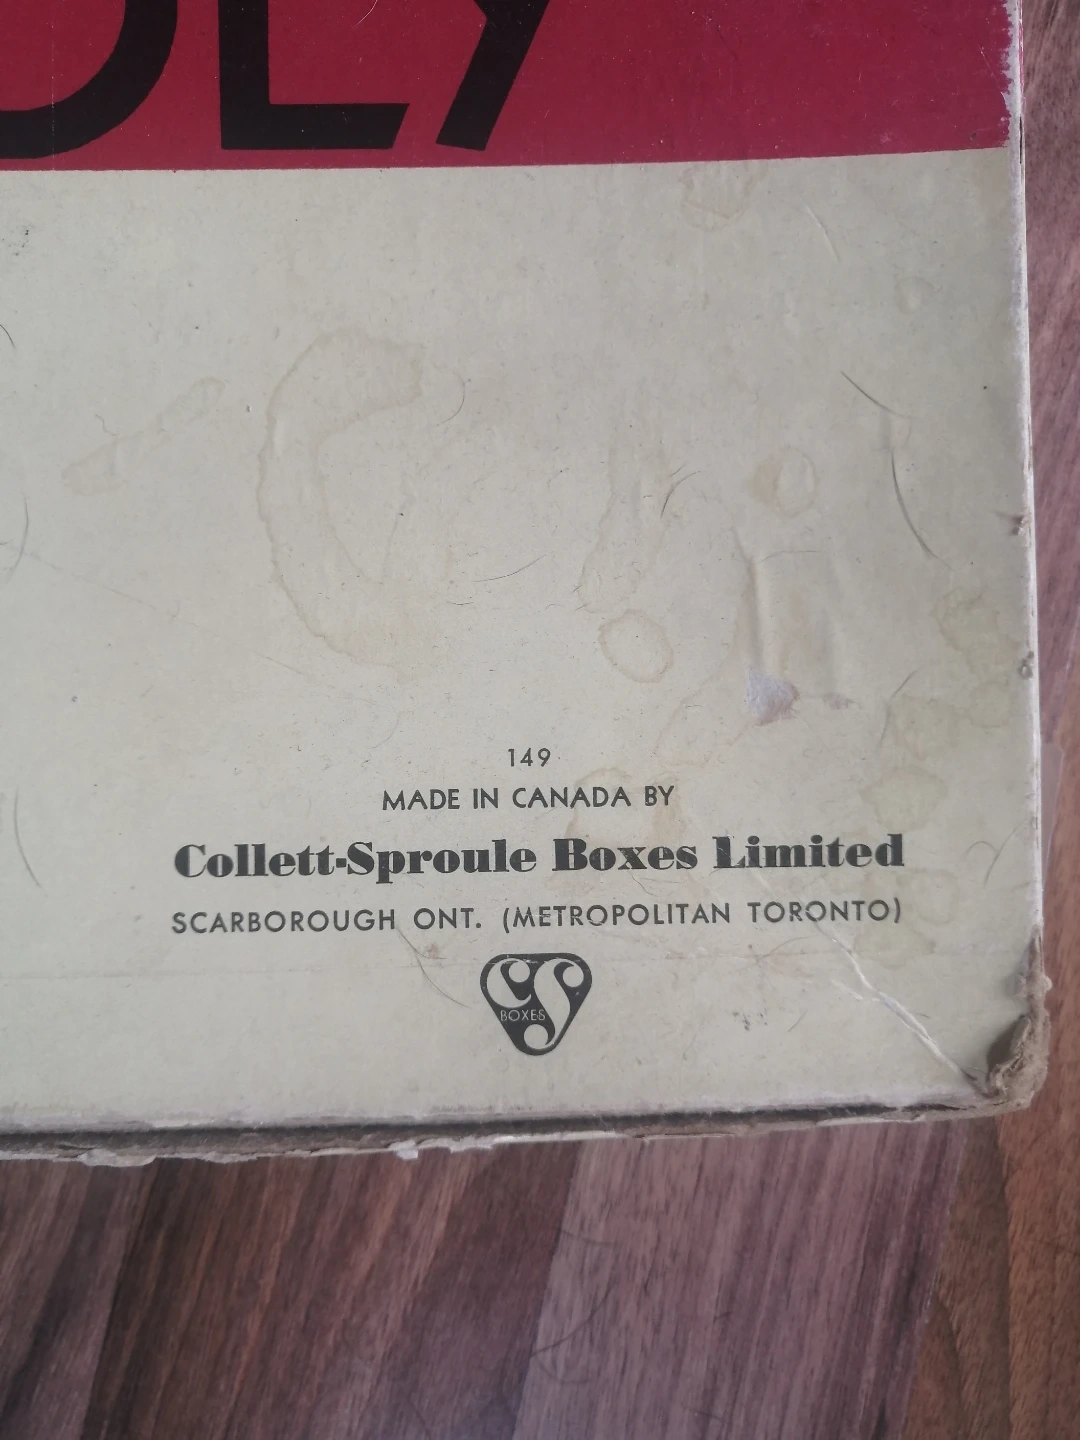 OLY
149
MADE IN CANADA BY
Collett-Sproule Boxes Limited
SCARBOROUGH ONT. (METROPOLITAN TORONTO)
CS
BOXES